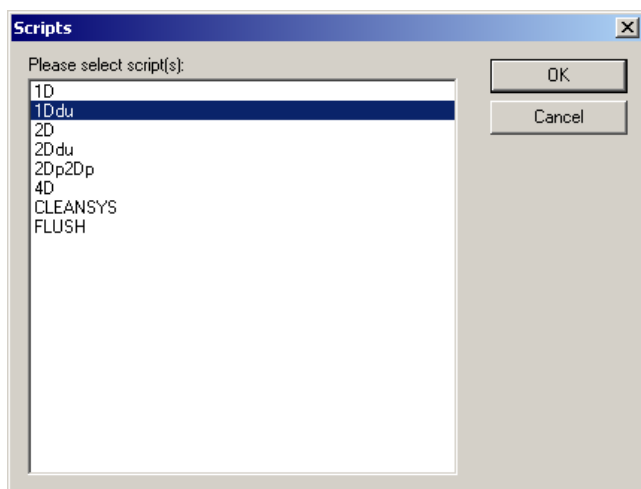 Scripts
Please select script(s):
OK
1D
1Ddu
Cancel
2D
2Ddu
2Dp2Dp
4D
CLEANSYS
FLUSH